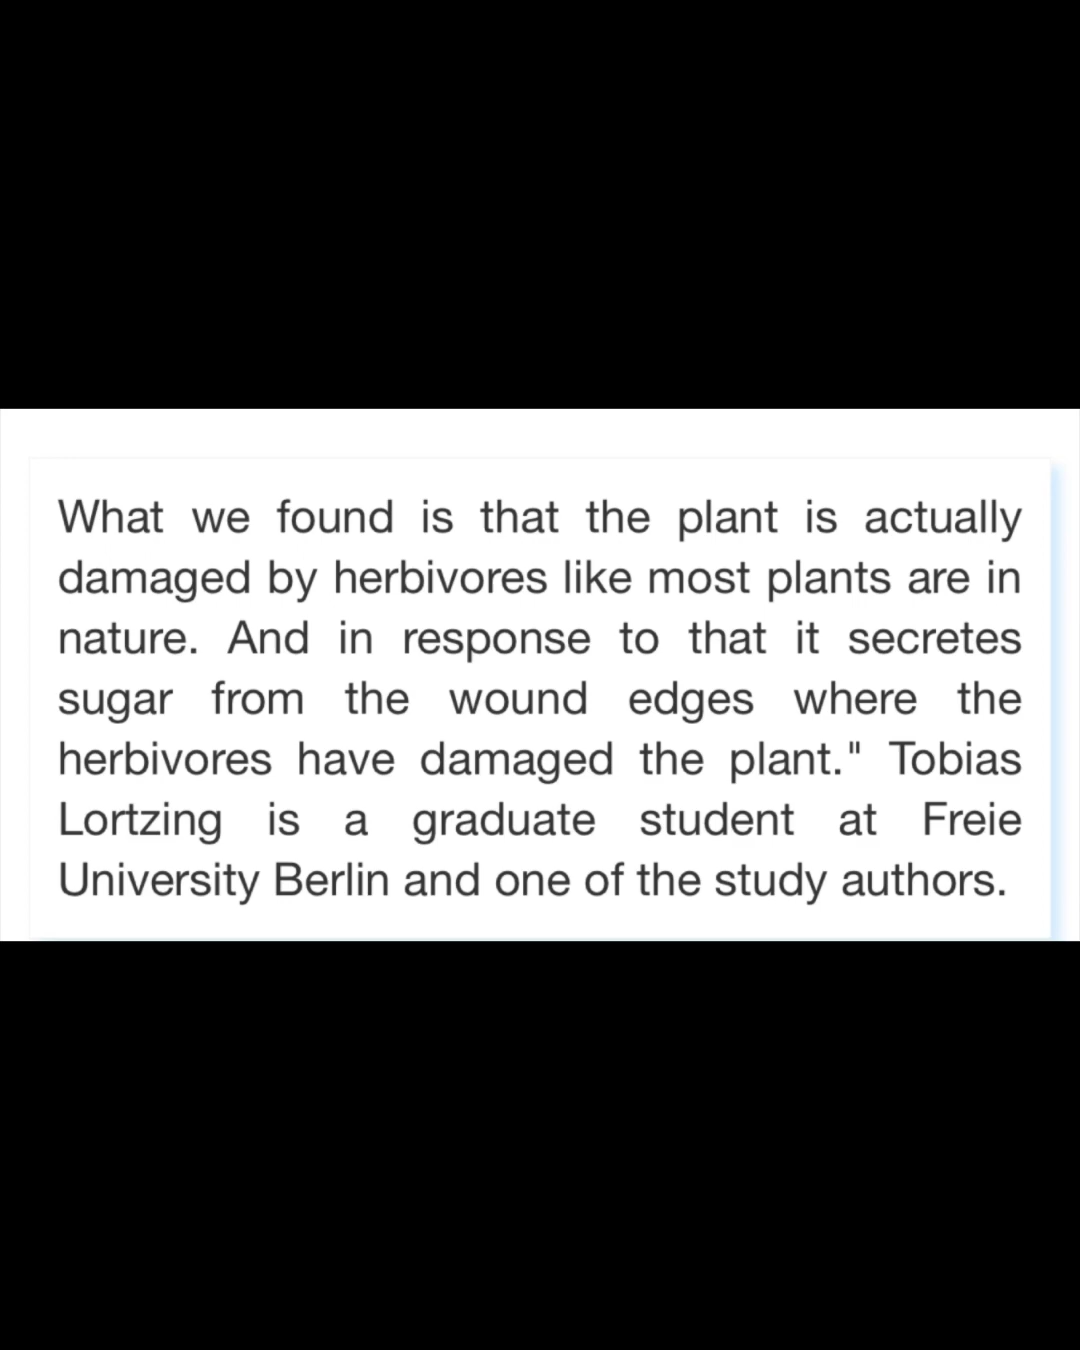 What we found is that the plant is actually
damaged by herbivores like most plants are in
nature. And in response to that it secretes
sugar from the wound edges where the
herbivores have damaged the plant." Tobias
Lortzing is a graduate student at Freie
University Berlin and one of the study authors.